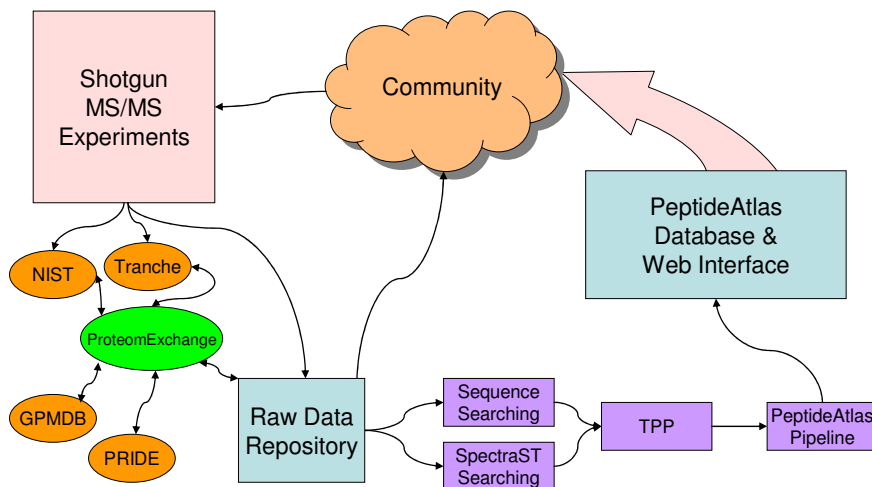 Shotgun
MS/MS
Experiments
Community
PeptideAtlas
Database &
Web Interface
NIST
Tranche
ProteomExchange
GPMDB
PRIDE
Raw Data
Repository
Sequence
Searching
SpectraST
Searching
TPP
PeptideAtlas
Pipeline